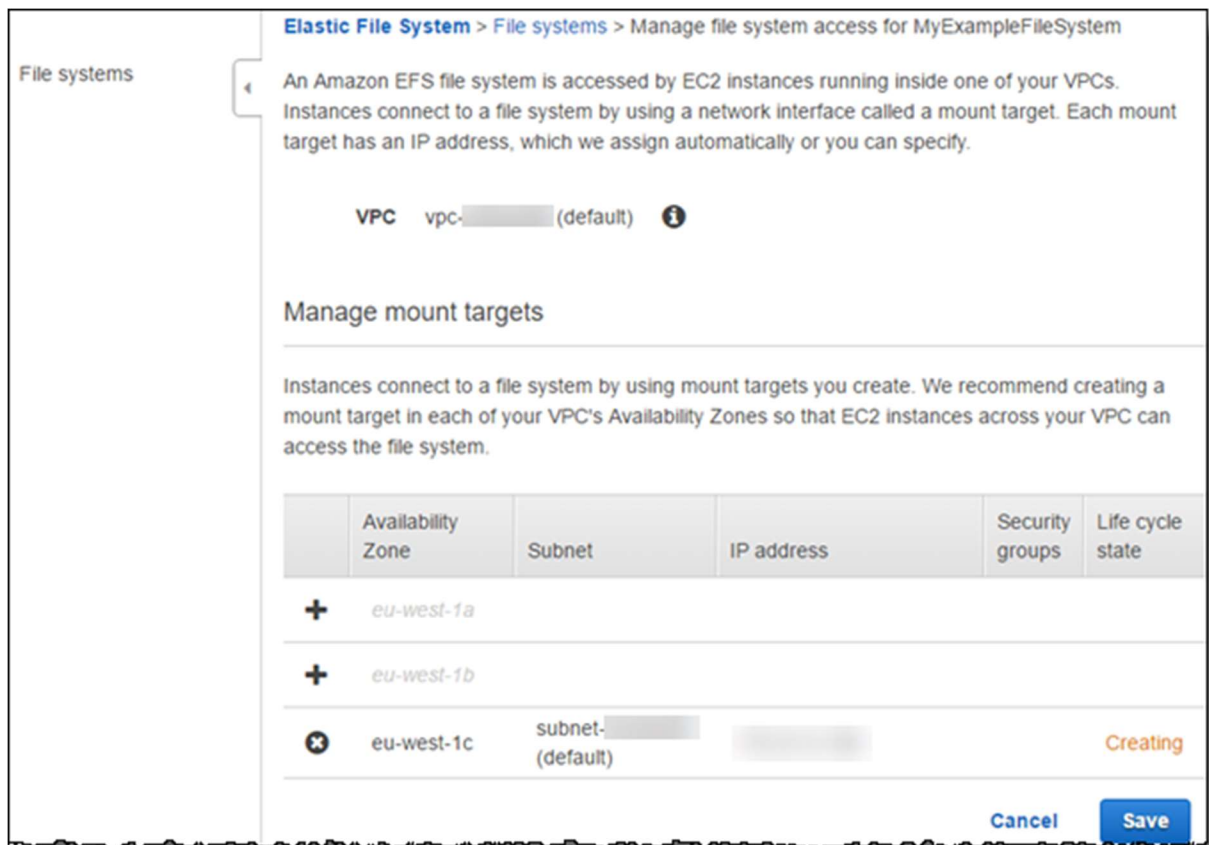 Elastic File System > File systems > Manage file system access for MyExampleFileSystem
File systems
An Amazon EFS file system is accessed by EC2 instances running inside one of your VPCs.
Instances connect to a file system by using a network interface called a mount target. Each mount
target has an IP address, which we assign automatically or you can specify.
VPC vpc- (default)
Manage mount targets
Instances connect to a file system by using mount targets you create. We recommend creating a
mount target in each of your VPC's Availability Zones so that EC2 instances across your VPC can
access the file system.
Availability
Zone
Subnet
IP address
Security
groups
Life cycle
state
eu-west-1a
eu-west-1b
eu-west-1c
subnet-
(default)
Creating
Cancel
Save